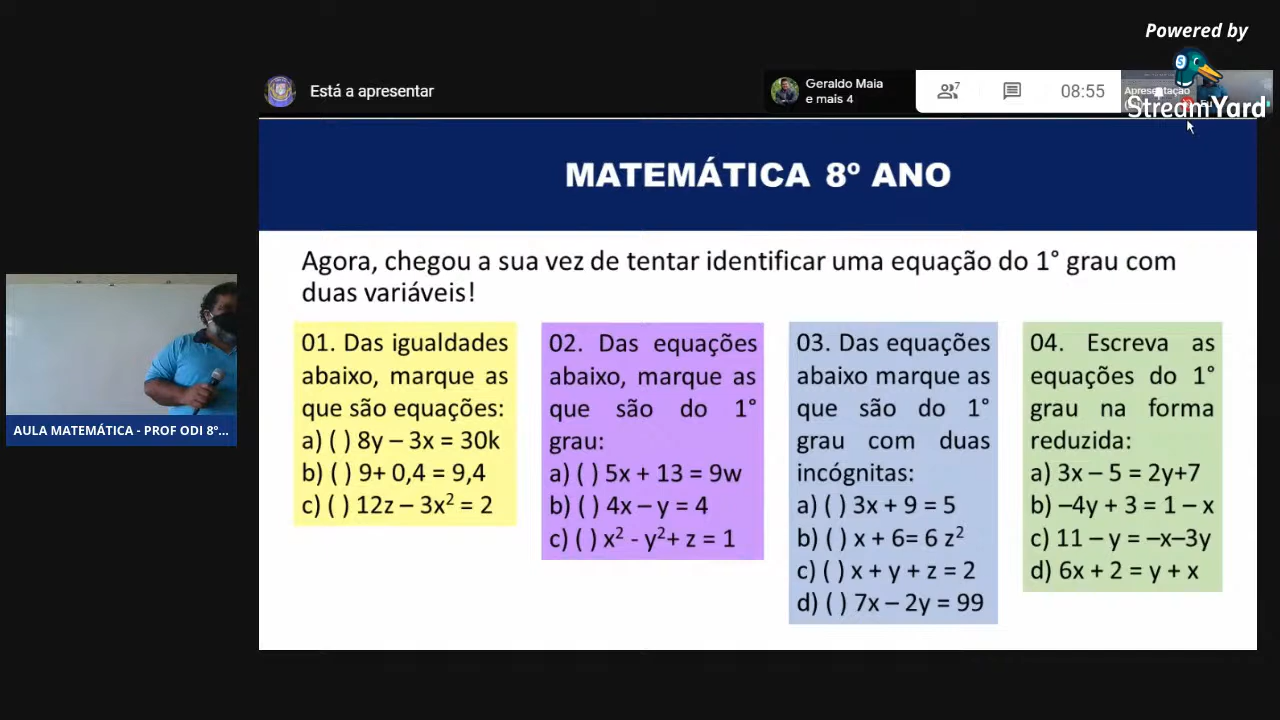 Powered by
StreamYard
Está a apresentar
Geraldo Maia
e mais 4
7
08:55
Apresentação
MATEMÁTICA 8º ANO
Agora, chegou a sua vez de tentar identificar uma equação do 1° grau com
duas variáveis!
01. Das igualdades
abaixo, marque as
que são equações:
a) ( ) 8y – 3x = 30k
b) ( ) 9+ 0,4 = 9,4
c) ( ) 12z – 3x² = 2
02. Das equações
abaixo, marque as
que são do 1°
grau:
a) ( ) 5x + 13 = 9w
b) ( ) 4x – y = 4
c) ( ) x² - y²+ z = 1
03. Das equações
abaixo marque as
que são do 1°
grau com duas
incógnitas:
a) ( ) 3x + 9 = 5
b) ( ) x + 6= 6 z²
c) ( ) x + y + z = 2
d) ( ) 7x – 2y = 99
04. Escreva as
equações do 1°
grau na forma
reduzida:
a) 3x – 5 = 2y+7
b) –4y + 3 = 1 – x
c) 11 – y = –x–3y
d) 6x + 2 = y + x
AULA MATEMÁTICA - PROF ODI 8º...